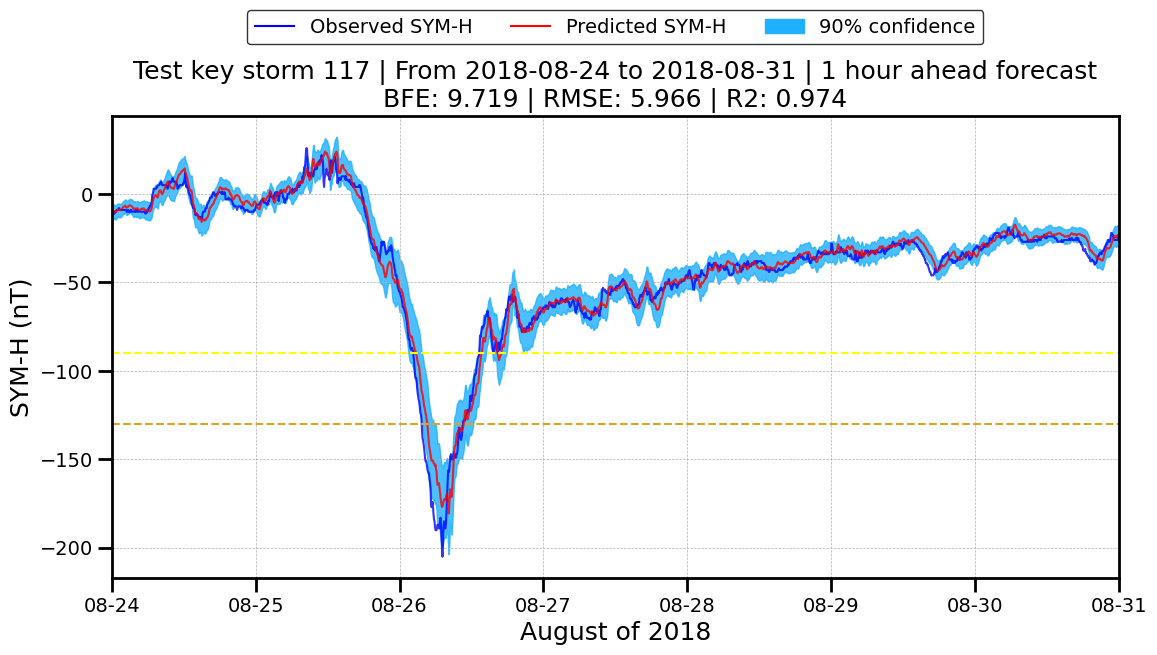 Observed SYM-H Predicted SYM-H 90% confidence
Test key storm 117 | From 2018-08-24 to 2018-08-31 | 1 hour ahead forecast
BFE: 9.719 | RMSE: 5.966 | R2: 0.974
SYM-H (nT)
0
−50
−100
−150
−200
08-24 08-25 08-26 08-27 08-28 08-29 08-30 08-31
August of 2018